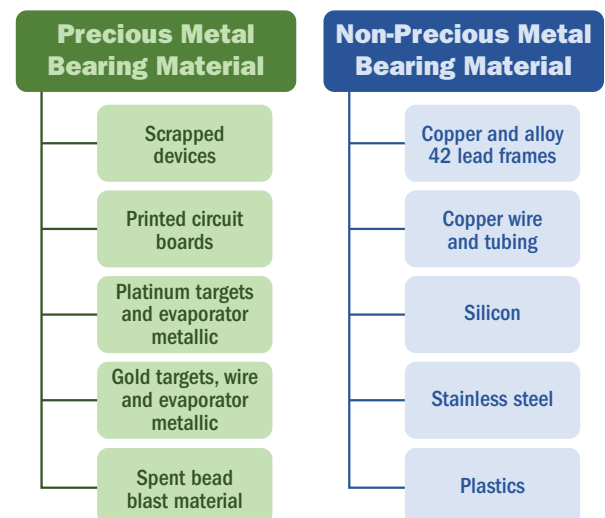 Precious Metal
Bearing Material
Scrapped
devices
Printed circuit
boards
Platinum targets
and evaporator
metallic
Gold targets, wire
and evaporator
metallic
Spent bead
blast material
Non-Precious Metal
Bearing Material
Copper and alloy
42 lead frames
Copper wire
and tubing
Silicon
Stainless steel
Plastics